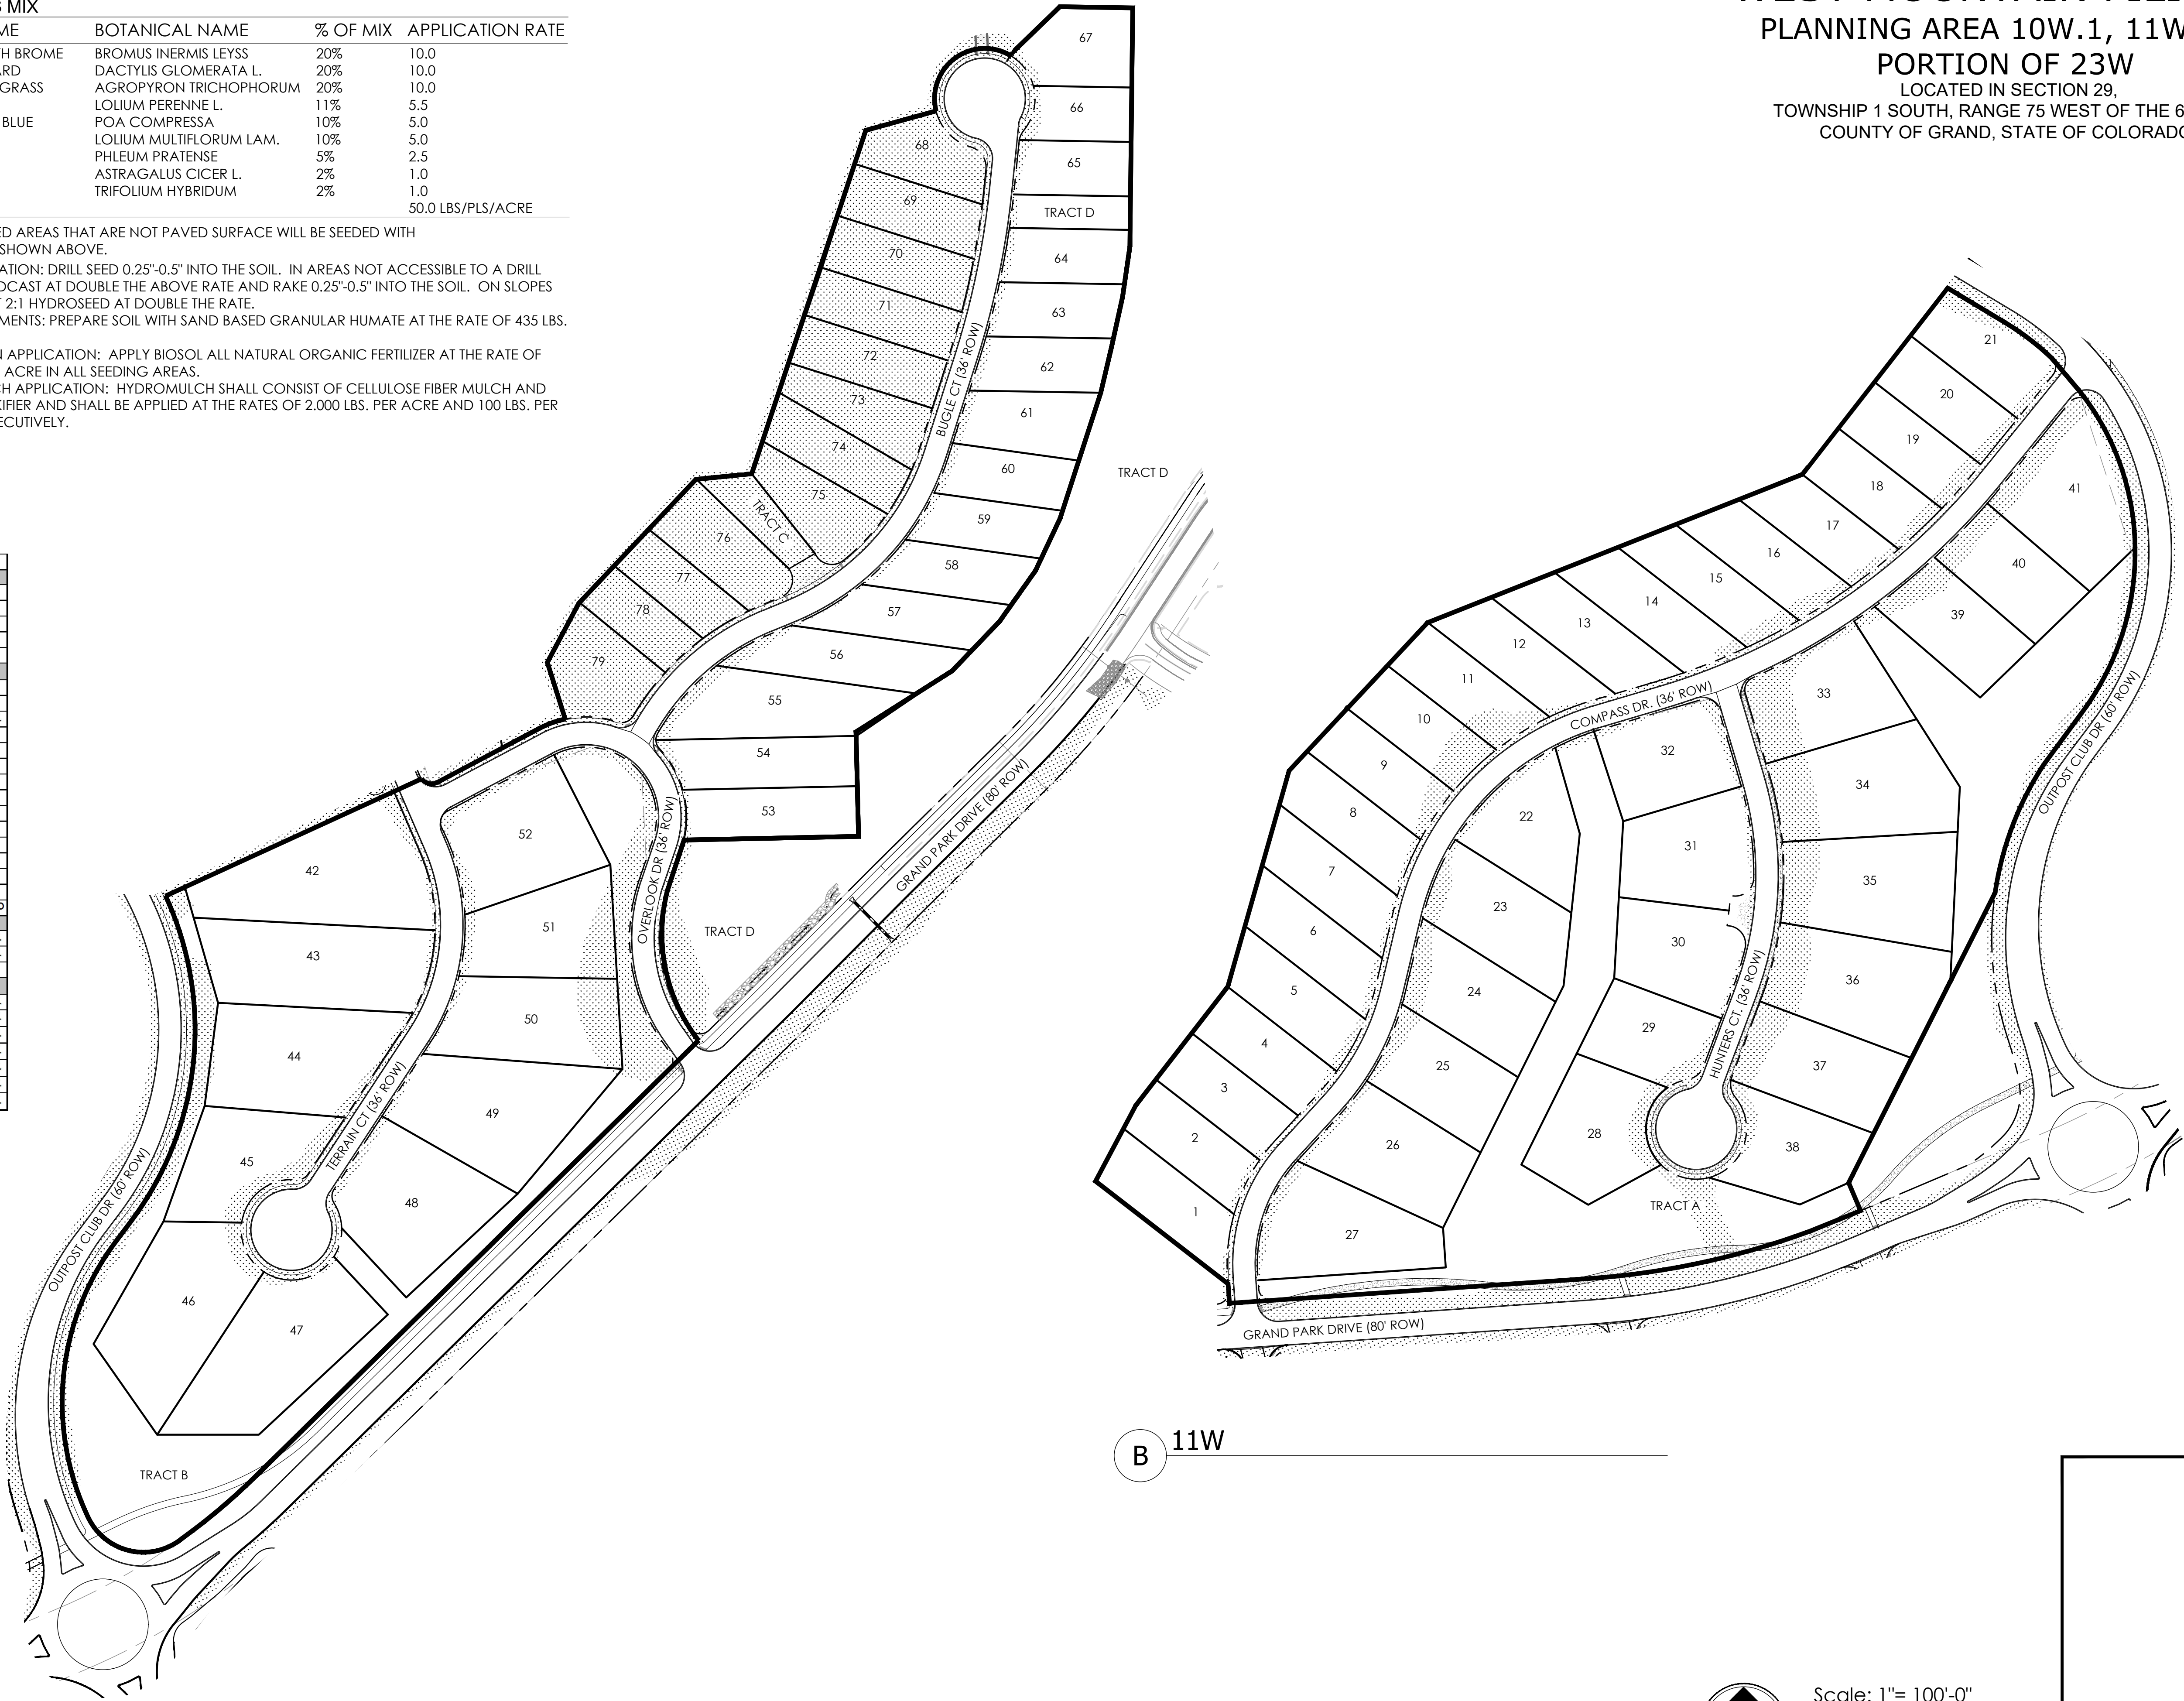 MIX
ME BOTANICAL NAME % OF MIX APPLICATION RATE
TH BROME BROMUS INERMIS LEYSS 20% 10.0
ARD DACTYLIS GLOMERATA L. 20% 10.0
GRASS AGROPYRON TRICHOPHORUM 20% 10.0
LOLIUM PERENNE L. 11% 5.5
BLUE POA COMPRESSA 10% 5.0
LOLIUM MULTIFLORUM LAM. 10% 5.0
PHLEUM PRATENSE 5% 2.5
ASTRAGALUS CICER L. 2% 1.0
TRIFOLIUM HYBRIDUM 2% 1.0
50.0 LBS/PLS/ACRE
ED AREAS THAT ARE NOT PAVED SURFACE WILL BE SEEDED WITH
SHOWN ABOVE.
ATION: DRILL SEED 0.25"-0.5" INTO THE SOIL. IN AREAS NOT ACCESSIBLE TO A DRILL
DCAST AT DOUBLE THE ABOVE RATE AND RAKE 0.25"-0.5" INTO THE SOIL. ON SLOPES
2:1 HYDROSEED AT DOUBLE THE RATE.
MENTS: PREPARE SOIL WITH SAND BASED GRANULAR HUMATE AT THE RATE OF 435 LBS.
N APPLICATION: APPLY BIOSOL ALL NATURAL ORGANIC FERTILIZER AT THE RATE OF
ACRE IN ALL SEEDING AREAS.
CH APPLICATION: HYDROMULCH SHALL CONSIST OF CELLULOSE FIBER MULCH AND
KIFIER AND SHALL BE APPLIED AT THE RATES OF 2.000 LBS. PER ACRE AND 100 LBS. PER
ECUTIVELY.
PLANNING AREA 10W.1, 11W
PORTION OF 23W
LOCATED IN SECTION 29,
TOWNSHIP 1 SOUTH, RANGE 75 WEST OF THE 6
COUNTY OF GRAND, STATE OF COLORADO
67
66
65
TRACT D
64
63
62
61
60
59
58
57
56
55
54
53
68
69
70
71
72
73
74
75
TRACT C
76
77
78
79
BUGLE CT (36' ROW)
TRACT D
GRAND PARK DRIVE (80' ROW)
OVERLOOK DR (36' ROW)
TRACT D
52
51
50
49
48
42
43
44
45
46
47
TERRAIN CT (36' ROW)
OUTPOST CLUB DR (60' ROW)
TRACT B
21
20
19
18
17
16
15
14
13
12
11
10
9
8
7
6
5
4
3
2
1
41
40
39
COMPASS DR. (36' ROW)
OUTPOST CLUB DR (60' ROW)
33
34
35
36
37
38
32
31
30
29
28
HUNTERS CT. (36' ROW)
22
23
24
25
26
27
TRACT A
GRAND PARK DRIVE (80' ROW)
B 11W
Scale: 1"= 100'-0"